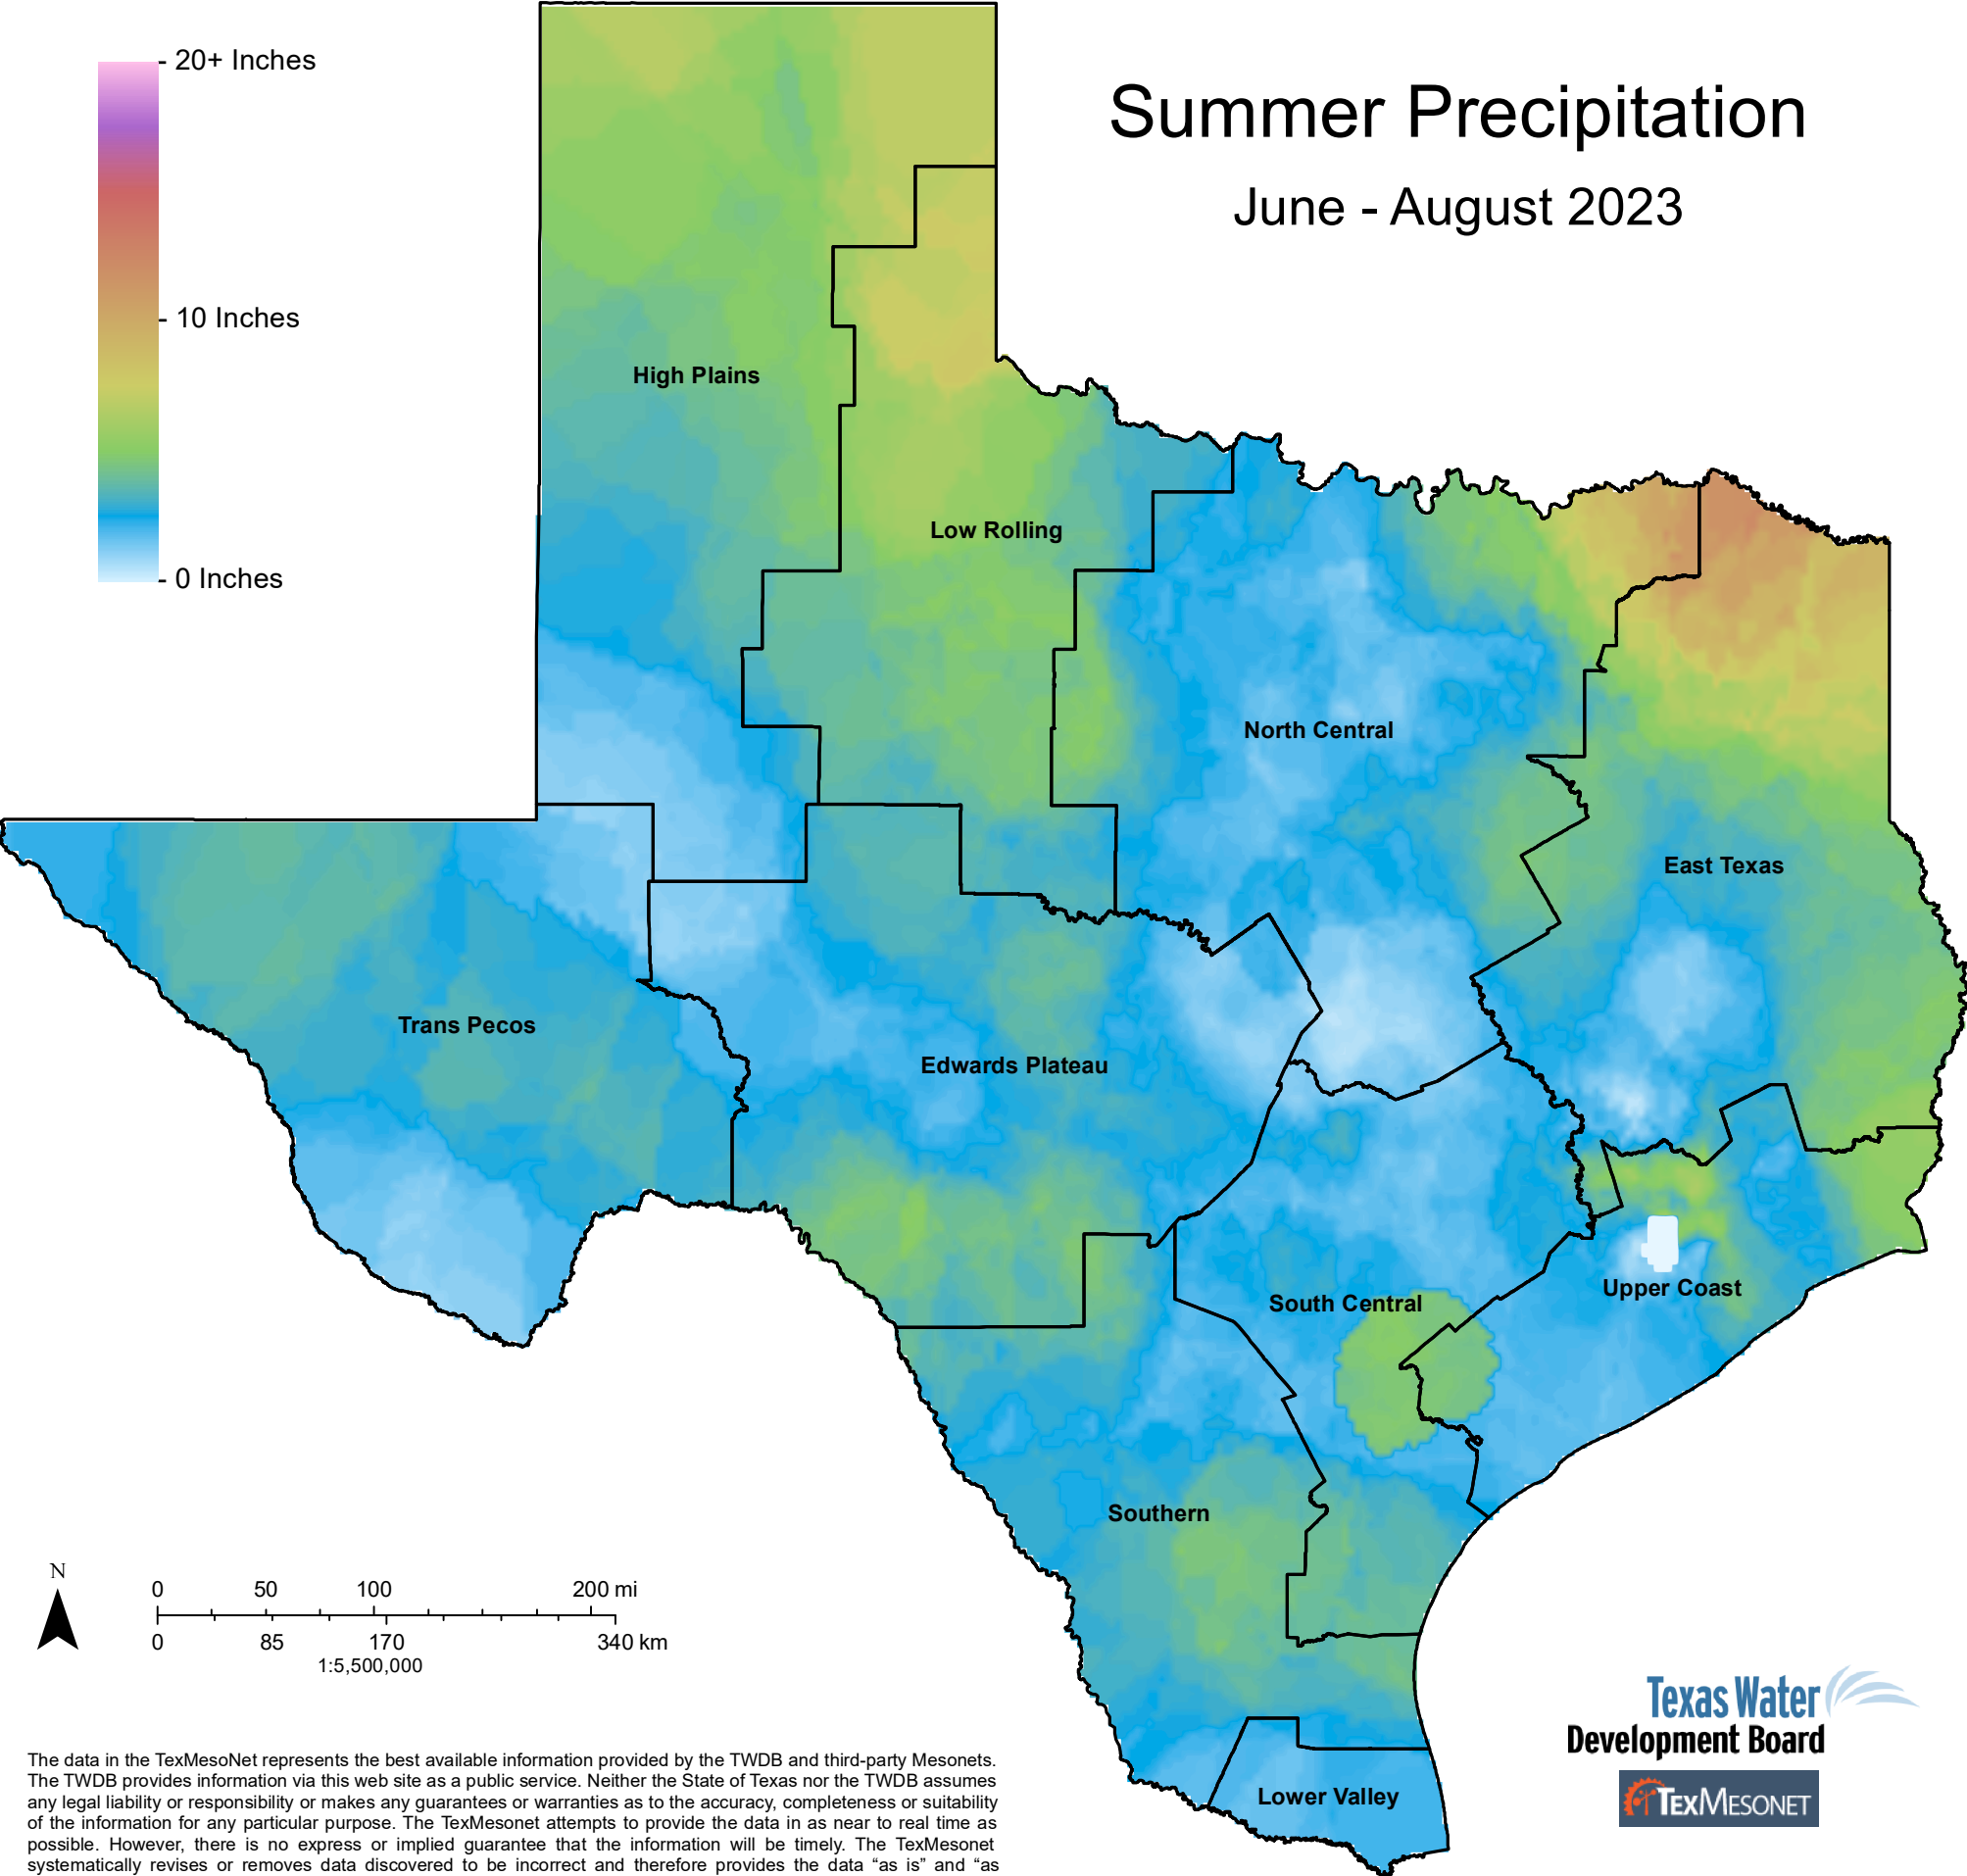 Summer Precipitation
June - August 2023
20+ Inches
10 Inches
0 Inches
High Plains
Low Rolling
North Central
East Texas
Trans Pecos
Edwards Plateau
South Central
Upper Coast
Southern
Lower Valley
N
0 50 100 200 mi
0 85 170 340 km
1:5,500,000
Texas Water
Development Board
TEXMESONET
The data in the TexMesoNet represents the best available information provided by the TWDB and third-party Mesonets.
The TWDB provides information via this web site as a public service. Neither the State of Texas nor the TWDB assumes
any legal liability or responsibility or makes any guarantees or warranties as to the accuracy, completeness or suitability
of the information for any particular purpose. The TexMesonet attempts to provide the data in as near to real time as
possible. However, there is no express or implied guarantee that the information will be timely. The TexMesonet
systematically revises or removes data discovered to be incorrect and therefore provides the data “as is” and “as